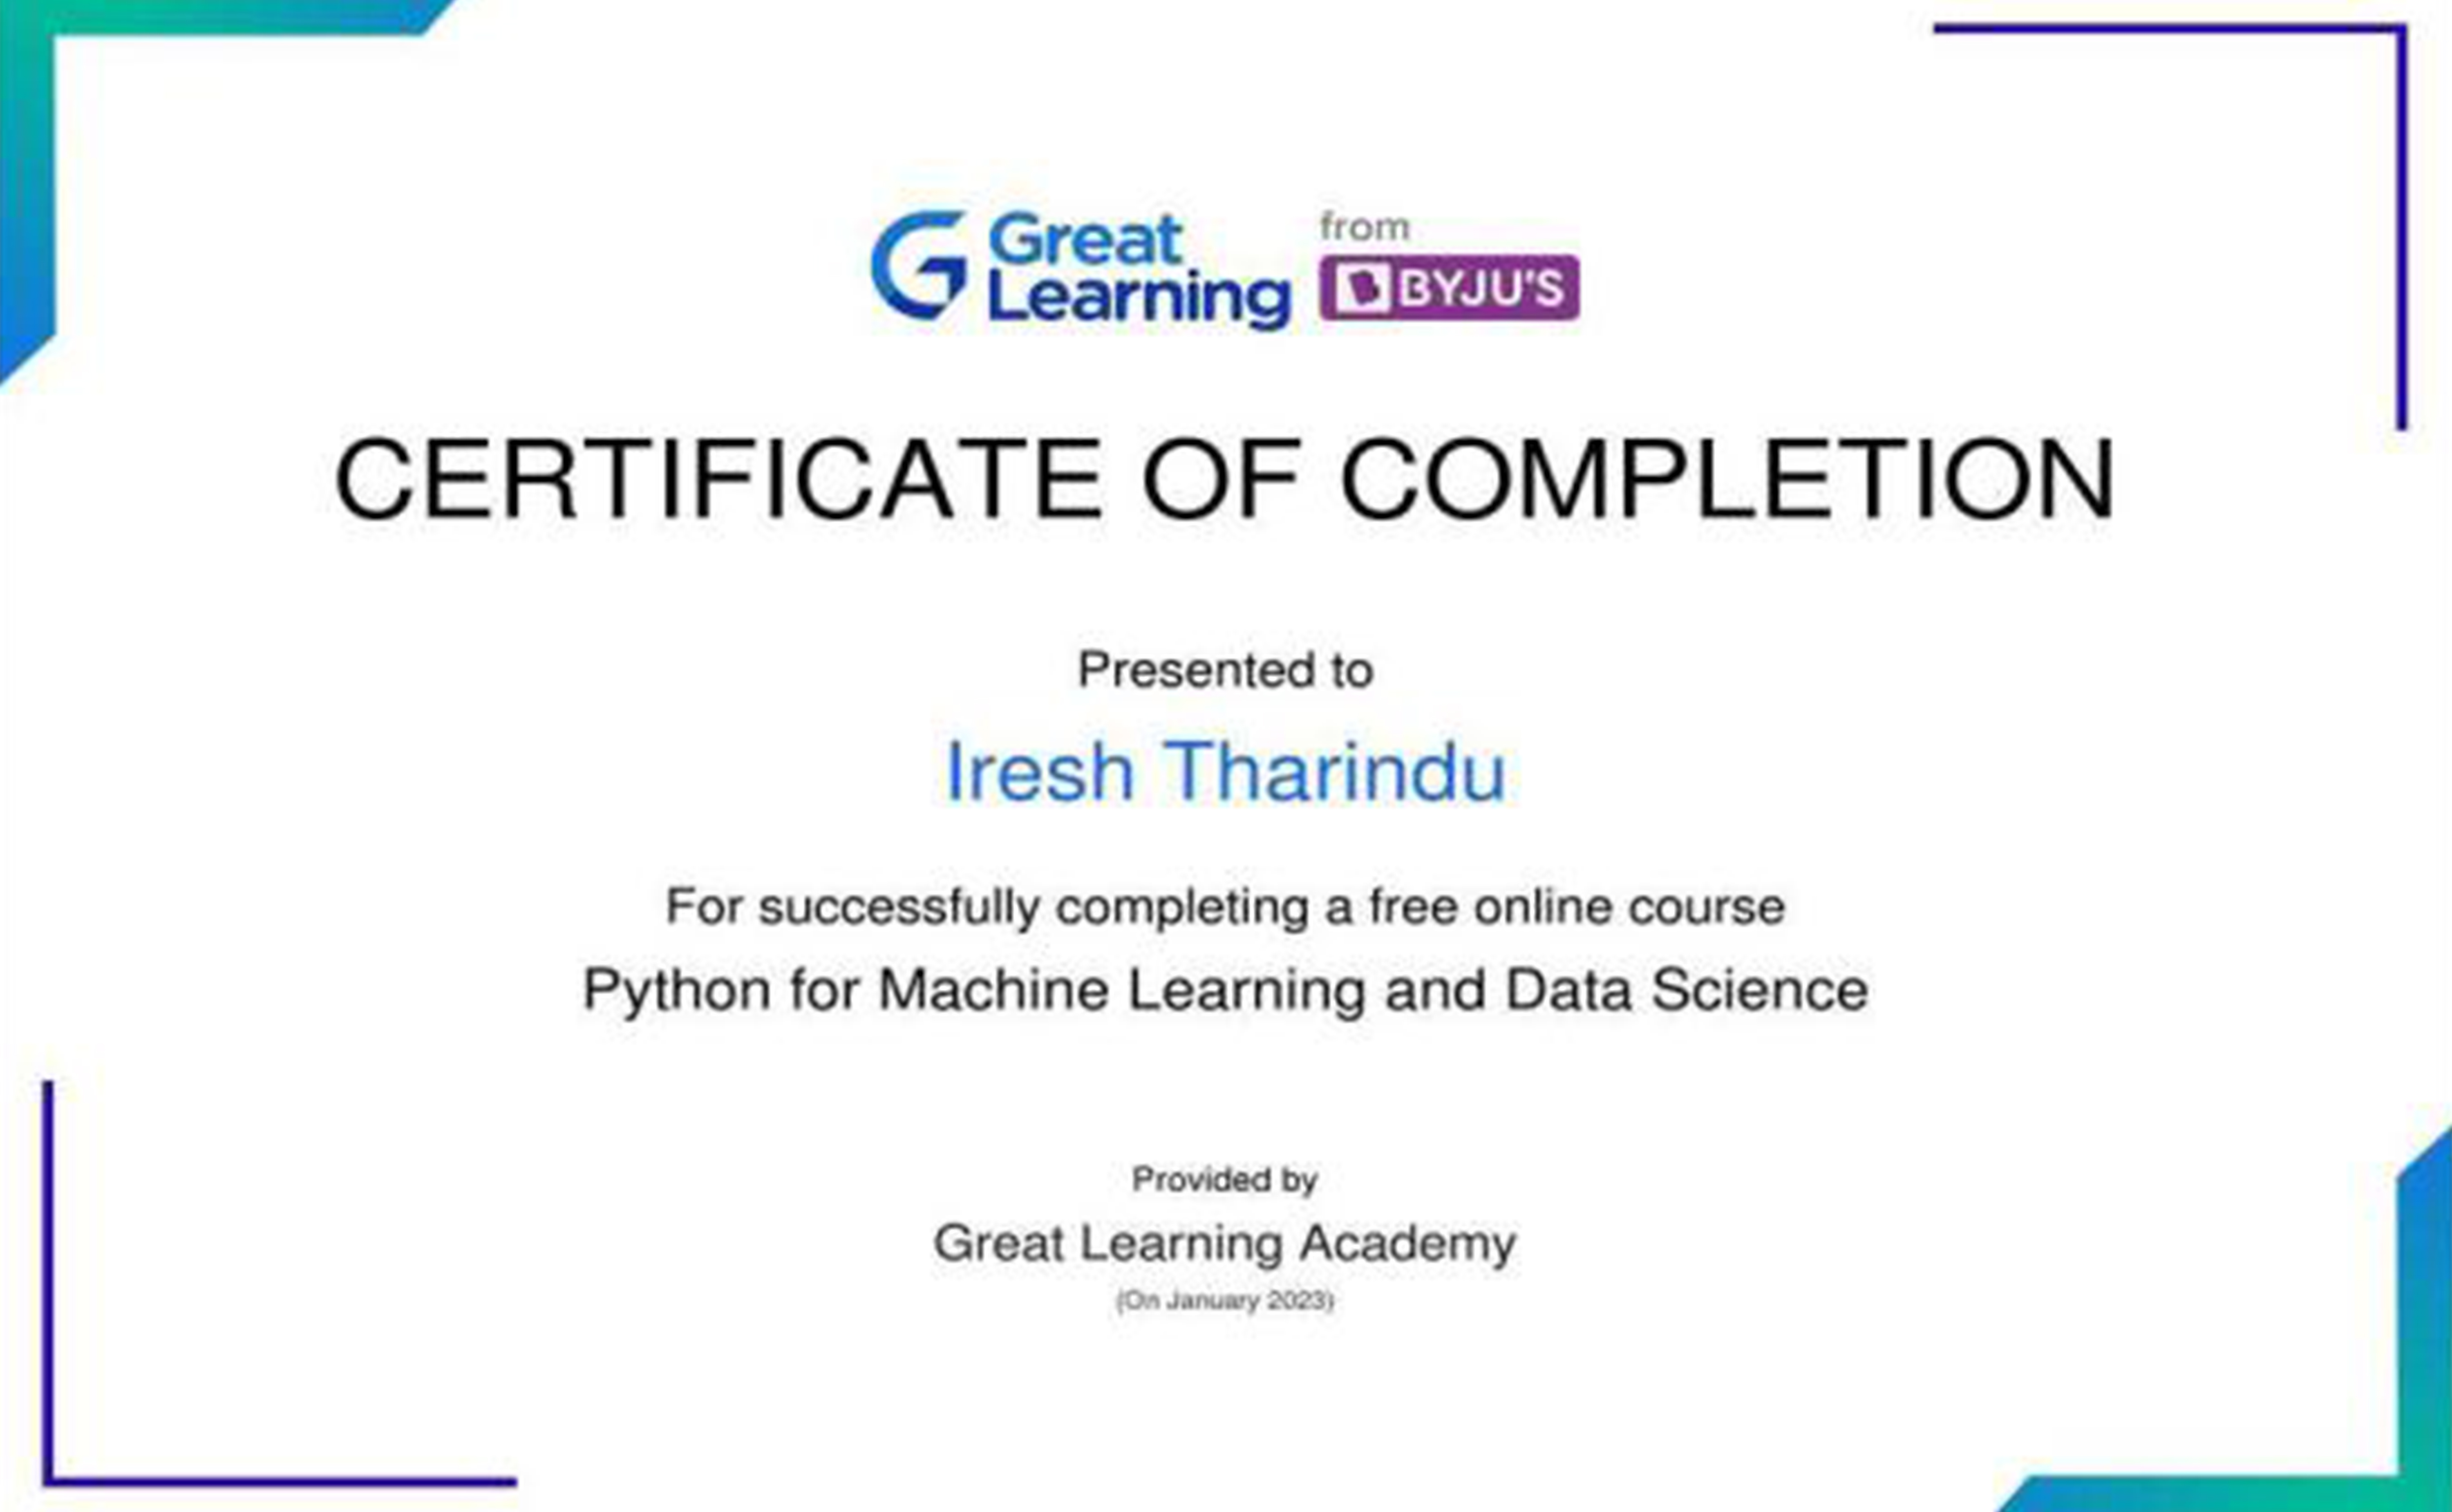 Great
Learning
from
BYJU'S
CERTIFICATE OF COMPLETION
Presented to
Iresh Tharindu
For successfully completing a free online course
Python for Machine Learning and Data Science
Provided by
Great Learning Academy
(On January 2023)